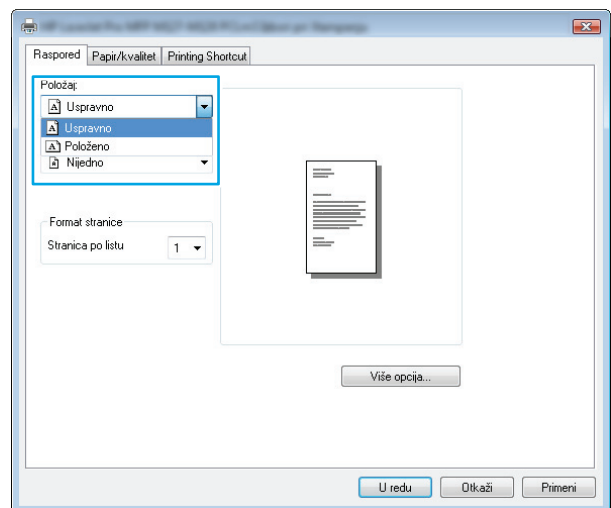 Raspored Papir/kvalitet Printing Shortcut
Položaj:
Uspravno
Uspravno
Položeno
Nijedno
Format stranice
Stranica po listu 1
Više opcija...
U redu Otkaži Primeni